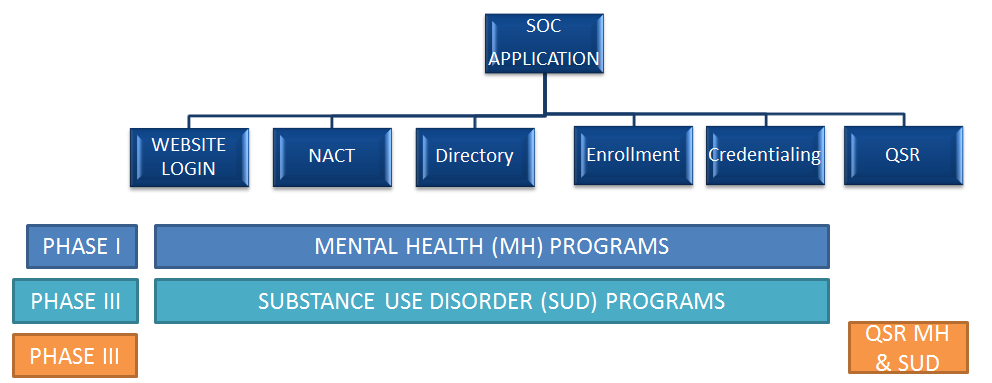 SOC
APPLICATION
WEBSITE
LOGIN
NACT
Directory
Enrollment
Credentialing
QSR
PHASE I
MENTAL HEALTH (MH) PROGRAMS
PHASE III
SUBSTANCE USE DISORDER (SUD) PROGRAMS
PHASE III
QSR MH
& SUD